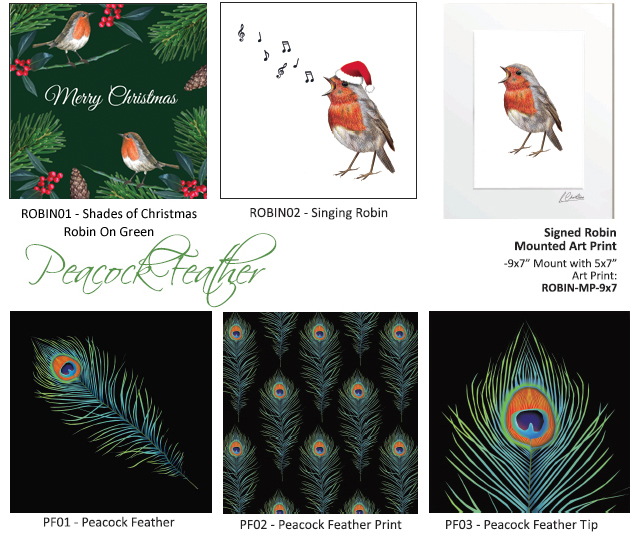 Merry Christmas
ROBIN01 - Shades of Christmas
Robin On Green
ROBIN02 - Singing Robin
Signed Robin
Mounted Art Print
-9x7" Mount with 5x7"
Art Print:
ROBIN-MP-9x7
Peacock Feather
PF01 - Peacock Feather
PF02 - Peacock Feather Print
PF03 - Peacock Feather Tip